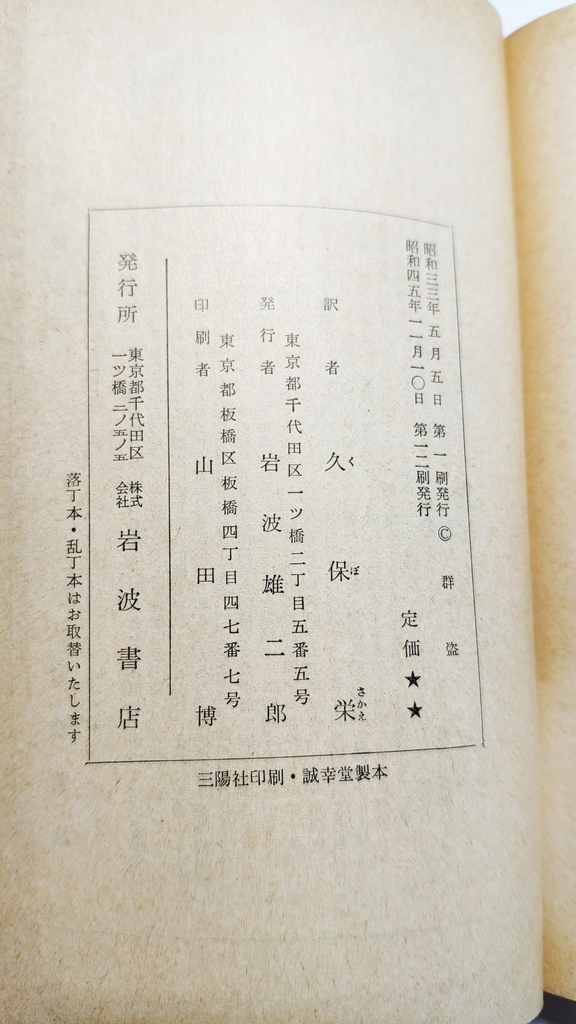 群盗
定価★★
昭和三三年五月五日 第一刷発行©
昭和四五年一一月一〇日 第一二刷発行
訳者 久保栄
くぼさかえ
東京都千代田区一ツ橋二丁目五番五号
発行者 岩波雄二郎
東京都板橋区板橋四丁目四七番七号
印刷者 山田博
発行所 東京都千代田区一ツ橋二ノ五ノ五 株式会社 岩波書店
三陽社印刷・誠幸堂製本
落丁本・乱丁本はお取替いたします